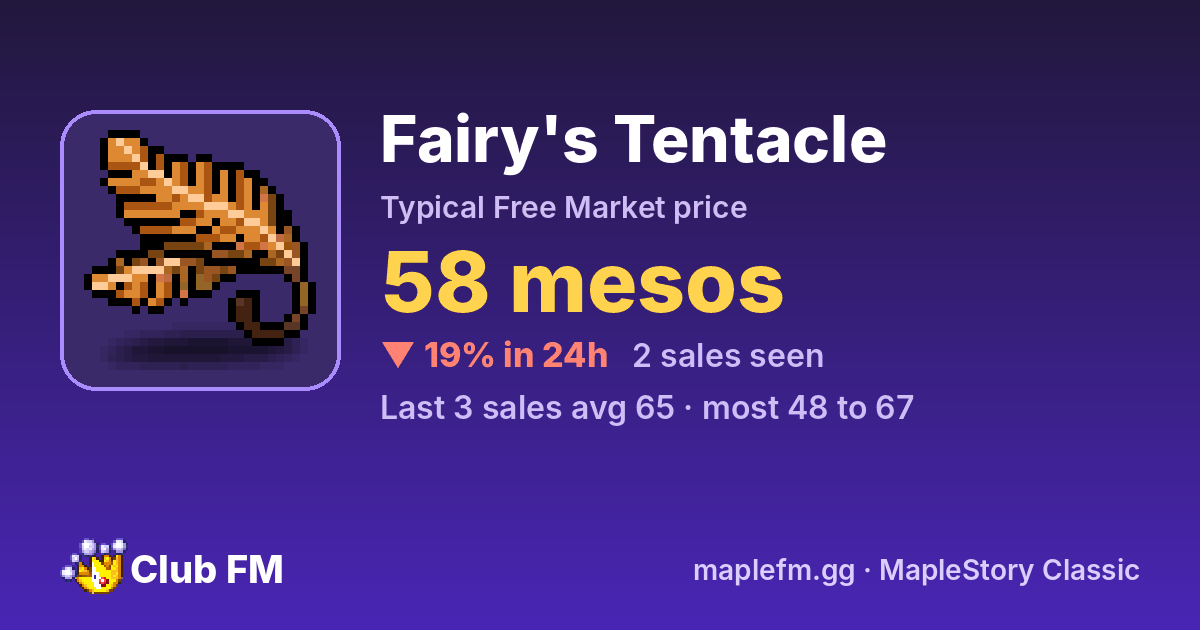 Fairy's Tentacle
Typical Free Market price
58 mesos
▼ 19% in 24h 2 sales seen
Last 3 sales avg 65 · most 48 to 67
Club FM
maplefm.gg · MapleStory Classic